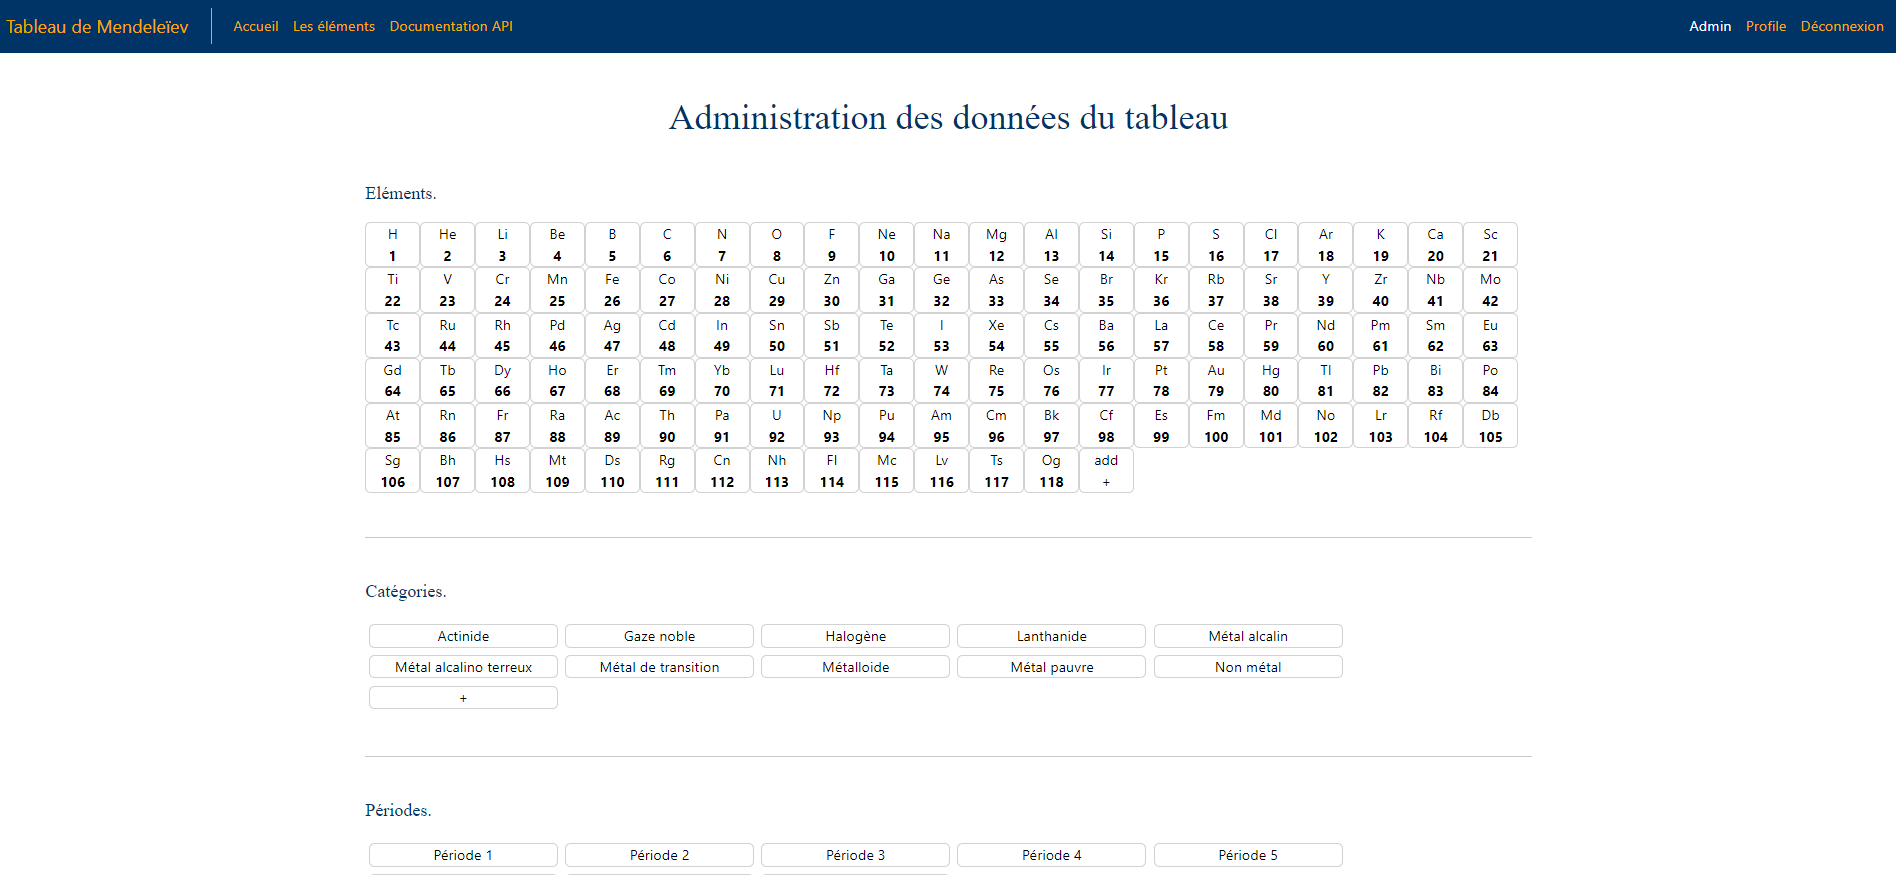 Tableau de Mendeleïev Accueil Les éléments Documentation API Admin Profile Déconnexion
Administration des données du tableau
Eléments.
H He Li Be B C N O F Ne Na Mg Al Si P S Cl Ar K Ca Sc
1 2 3 4 5 6 7 8 9 10 11 12 13 14 15 16 17 18 19 20 21
Ti V Cr Mn Fe Co Ni Cu Zn Ga Ge As Se Br Kr Rb Sr Y Zr Nb Mo
22 23 24 25 26 27 28 29 30 31 32 33 34 35 36 37 38 39 40 41 42
Tc Ru Rh Pd Ag Cd In Sn Sb Te I Xe Cs Ba La Ce Pr Nd Pm Sm Eu
43 44 45 46 47 48 49 50 51 52 53 54 55 56 57 58 59 60 61 62 63
Gd Tb Dy Ho Er Tm Yb Lu Hf Ta W Re Os Ir Pt Au Hg Tl Pb Bi Po
64 65 66 67 68 69 70 71 72 73 74 75 76 77 78 79 80 81 82 83 84
At Rn Fr Ra Ac Th Pa U Np Pu Am Cm Bk Cf Es Fm Md No Lr Rf Db
85 86 87 88 89 90 91 92 93 94 95 96 97 98 99 100 101 102 103 104 105
Sg Bh Hs Mt Ds Rg Cn Nh Fl Mc Lv Ts Og add
106 107 108 109 110 111 112 113 114 115 116 117 118 +
Catégories.
Actinide Gaze noble Halogène Lanthanide Métal alcalin
Métal alcalino terreux Métal de transition Métalloide Métal pauvre Non métal
+
Périodes.
Période 1 Période 2 Période 3 Période 4 Période 5